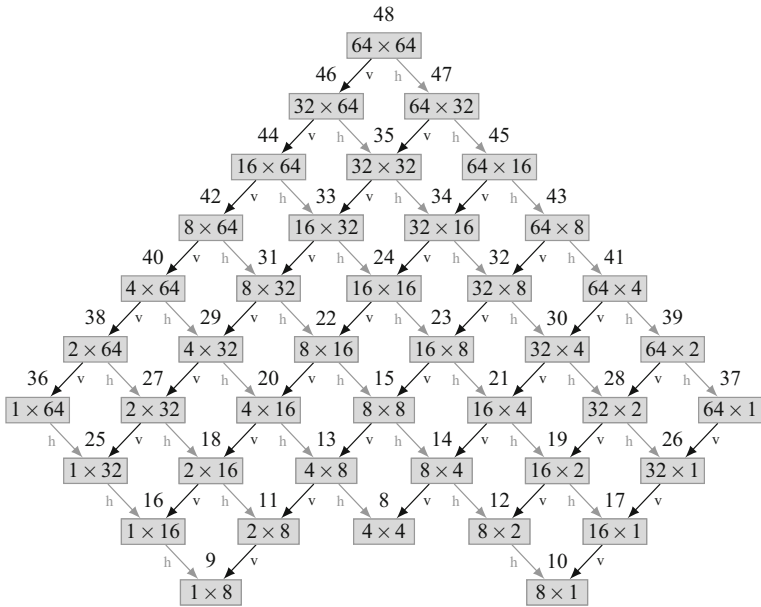 48
64 × 64
v h
46 47
32 × 64 64 × 32
v h v h
44 35 45
16 × 64 32 × 32 64 × 16
v h v h v h
42 33 34 43
8 × 64 16 × 32 32 × 16 64 × 8
v h v h v h v h
40 31 24 32 41
4 × 64 8 × 32 16 × 16 32 × 8 64 × 4
v h v h v h v h v h
38 29 22 23 30 39
2 × 64 4 × 32 8 × 16 16 × 8 32 × 4 64 × 2
v h v h v h v h v h v h
36 27 20 15 21 28 37
1 × 64 2 × 32 4 × 16 8 × 8 16 × 4 32 × 2 64 × 1
h v h v h v h v h v h v
25 18 13 14 19 26
1 × 32 2 × 16 4 × 8 8 × 4 16 × 2 32 × 1
h v h v h v h v h v
16 11 8 12 17
1 × 16 2 × 8 4 × 4 8 × 2 16 × 1
h v h v
9 10
1 × 8 8 × 1